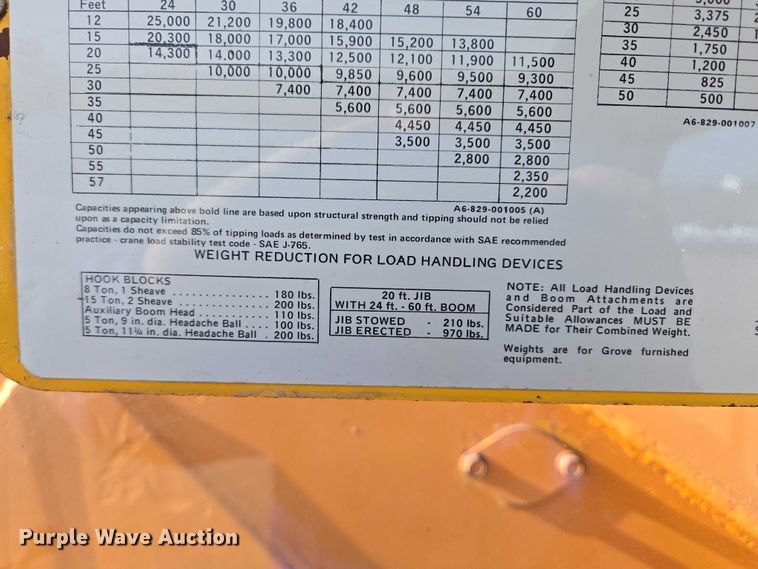 Feet 24 30 36 42 48 54 60
12 25,000 21,200 19,800 18,400
15 20,300 18,000 17,000 15,900 15,200 13,800
20 14,300 14,000 13,300 12,500 12,100 11,900 11,500
25 10,000 10,000 9,850 9,600 9,500 9,300
30 7,400 7,400 7,400 7,400 7,400
35 5,600 5,600 5,600 5,600
40 4,450 4,450 4,450
45 3,500 3,500 3,500
50 2,800 2,800
55 2,350
57 2,200
A6-829-001005 (A)
25 3,375
30 2,450
35 1,750
40 1,200
45 825
50 500
A6-829-001007
Capacities appearing above bold line are based upon structural strength and tipping should not be relied
upon as a capacity limitation.
Capacities do not exceed 85% of tipping loads as determined by test in accordance with SAE recommended
practice - crane load stability test code - SAE J-765.
WEIGHT REDUCTION FOR LOAD HANDLING DEVICES
HOOK BLOCKS
8 Ton, 1 Sheave . . . . . . . . . . . . . . . 180 lbs.
15 Ton, 2 Sheave . . . . . . . . . . . . . . 200 lbs.
Auxiliary Boom Head . . . . . . . . . . . 110 lbs.
5 Ton, 9 in. dia. Headache Ball . . . . 100 lbs.
5 Ton, 11¼ in. dia. Headache Ball . 200 lbs.
20 ft. JIB
WITH 24 ft. - 60 ft. BOOM
JIB STOWED - 210 lbs.
JIB ERECTED - 970 lbs.
NOTE: All Load Handling Devices
and Boom Attachments are
Considered Part of the Load and
Suitable Allowances MUST BE
MADE for Their Combined Weight.
Weights are for Grove furnished
equipment.
Purple Wave Auction